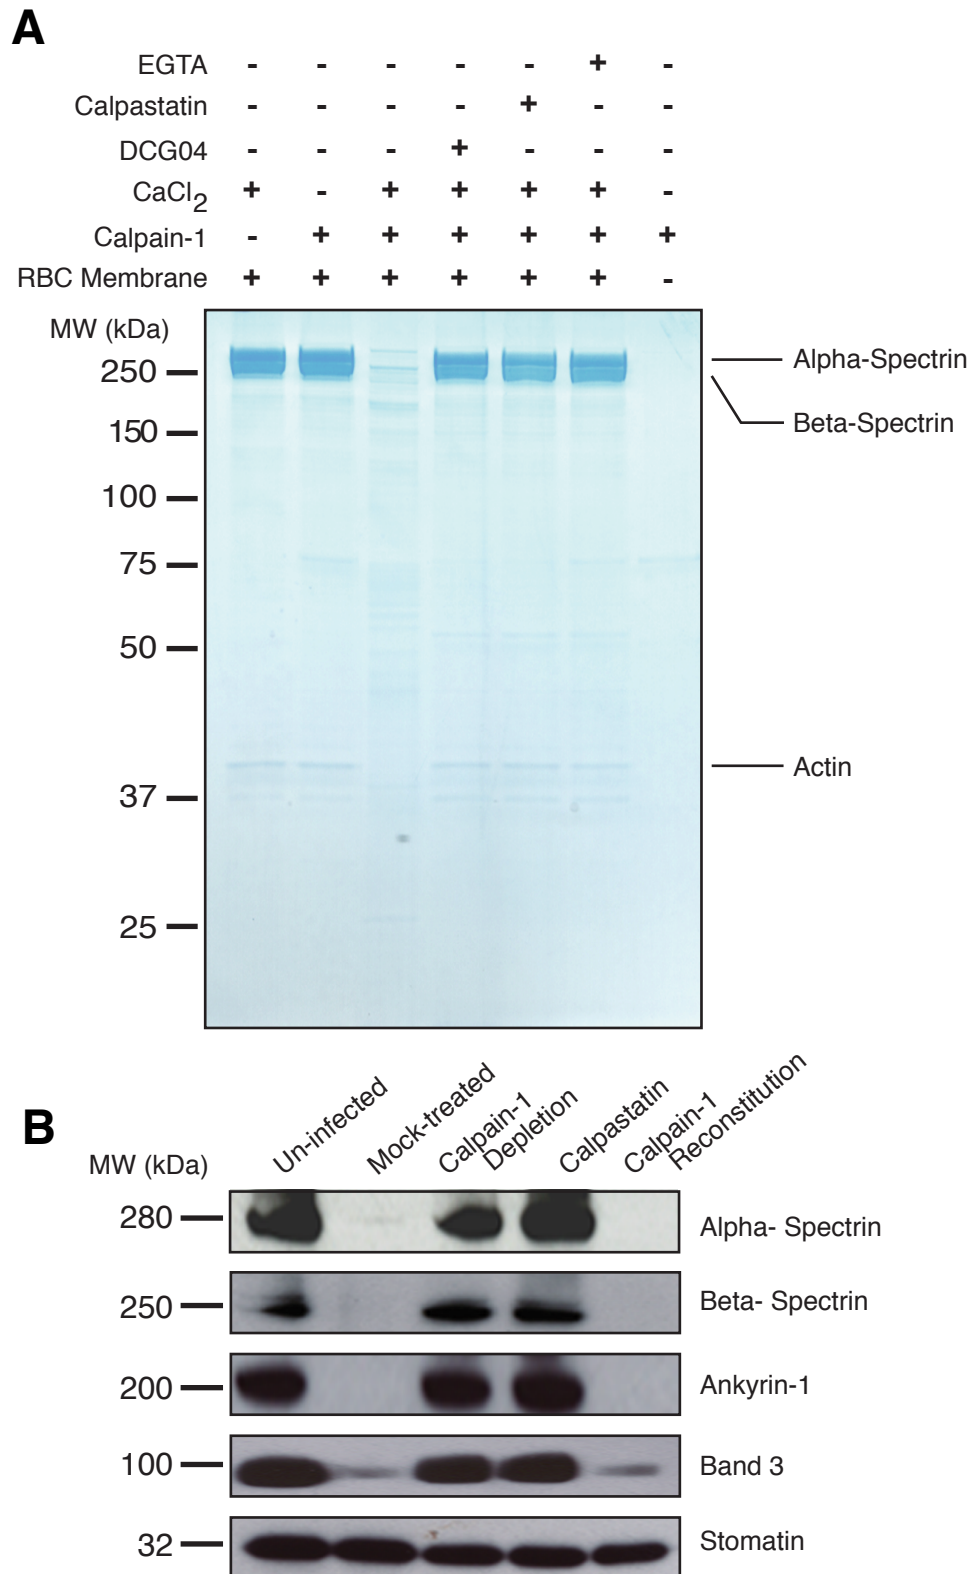 A
EGTA - - - - - + -
Calpastatin - - - - + - -
DCG04 - - - + - - -
CaCl2 + - + + + + -
Calpain-1 - + + + + + +
RBC Membrane + + + + + + -
MW (kDa)
250
150
100
75
50
37
25
Alpha-Spectrin
Beta-Spectrin
Actin
B
Un-infected
Mock-treated
Calpain-1
Depletion
Calpastatin
Calpain-1
Reconstitution
MW (kDa)
280 Alpha- Spectrin
250 Beta- Spectrin
200 Ankyrin-1
100 Band 3
32 Stomatin